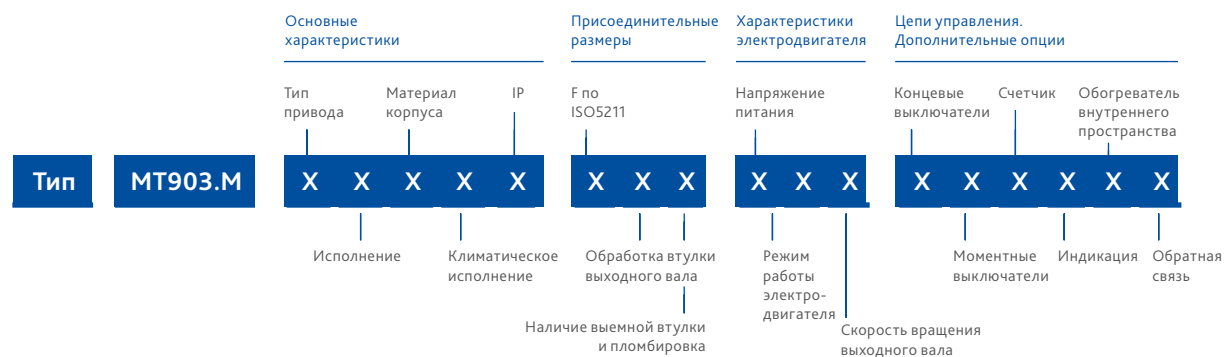 Основные
характеристики
Присоединительные
размеры
Характеристики
электродвигателя
Цепи управления.
Дополнительные опции
Тип
привода
Материал
корпуса
IP
F по
ISO5211
Напряжение
питания
Концевые
выключатели
Счетчик
Обогреватель
внутреннего
пространства
Тип
МТ903.М
X X X X X
X X X
X X X
X X X X X X
Исполнение
Климатическое
исполнение
Обработка втулки
выходного вала
Наличие выемной втулки
и пломбировка
Режим
работы
электро-
двигателя
Скорость вращения
выходного вала
Моментные
выключатели
Индикация
Обратная
связь